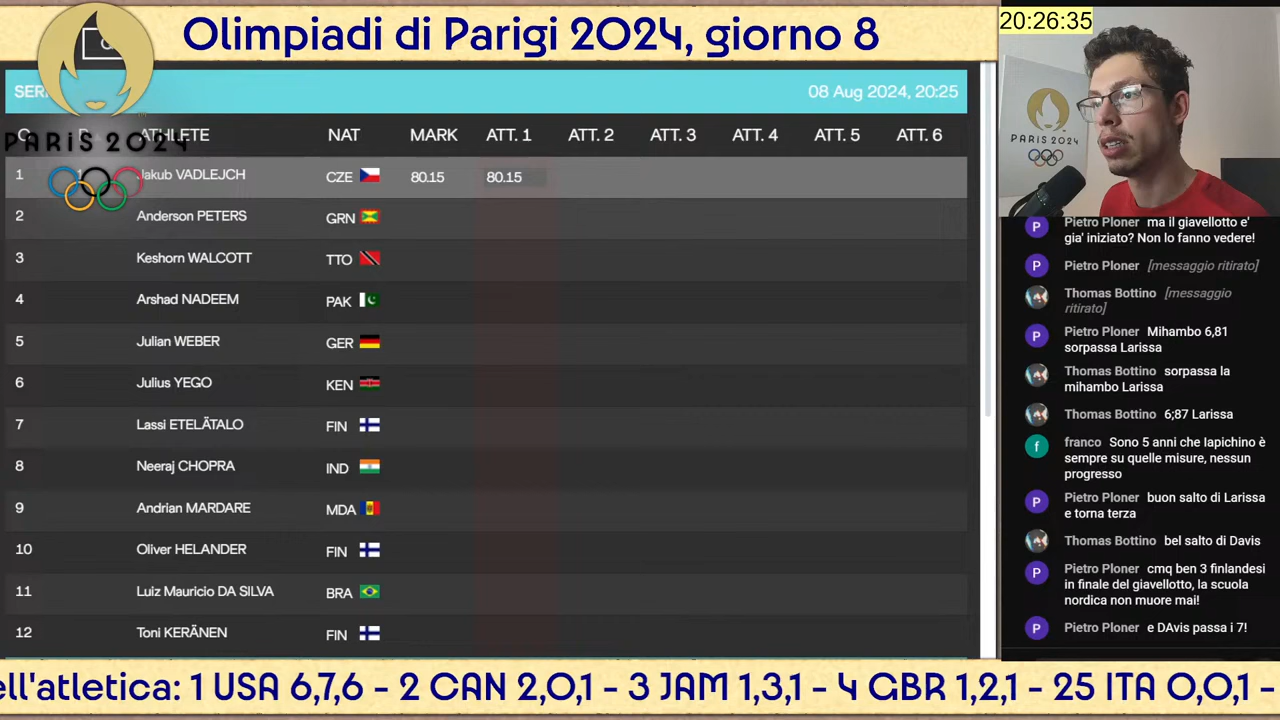 Olimpiadi di Parigi 2024, giorno 8
20:26:35
08 Aug 2024, 20:25
PARIS 2024
ATHLETE NAT MARK ATT. 1 ATT. 2 ATT. 3 ATT. 4 ATT. 5 ATT. 6
1 1 Jakub VADLEJCH CZE 80.15 80.15
2 Anderson PETERS GRN
3 Keshorn WALCOTT TTO
4 Arshad NADEEM PAK
5 Julian WEBER GER
6 Julius YEGO KEN
7 Lassi ETELÄTALO FIN
8 Neeraj CHOPRA IND
9 Andrian MARDARE MDA
10 Oliver HELANDER FIN
11 Luiz Mauricio DA SILVA BRA
12 Toni KERÄNEN FIN
PARIS 2024
P Pietro Ploner ma il giavellotto e'
gia' iniziato? Non lo fanno vedere!
P Pietro Ploner [messaggio ritirato]
Thomas Bottino [messaggio
ritirato]
P Pietro Ploner Mihambo 6,81
sorpassa Larissa
Thomas Bottino sorpassa la
mihambo Larissa
Thomas Bottino 6;87 Larissa
f franco Sono 5 anni che Iapichino è
sempre su quelle misure, nessun
progresso
P Pietro Ploner buon salto di Larissa
e torna terza
Thomas Bottino bel salto di Davis
P Pietro Ploner cmq ben 3 finlandesi
in finale del giavellotto, la scuola
nordica non muore mai!
P Pietro Ploner e DAvis passa i 7!
ell'atletica: 1 USA 6,7,6 - 2 CAN 2,0,1 - 3 JAM 1,3,1 - 4 GBR 1,2,1 - 25 ITA 0,0,1 -